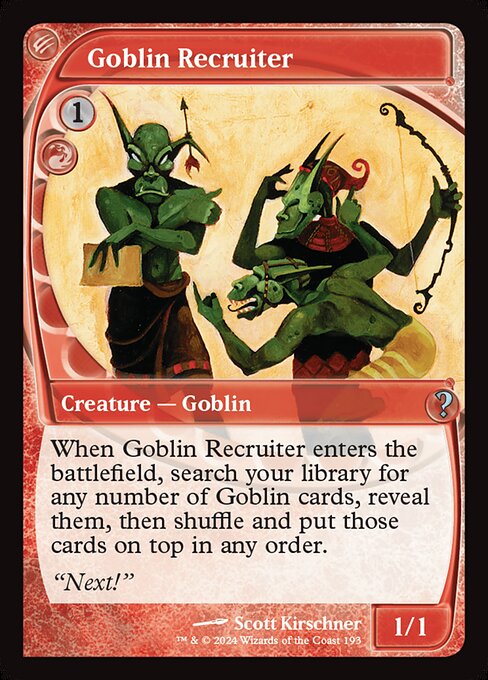 Goblin Recruiter
1
Creature — Goblin
?
When Goblin Recruiter enters the
battlefield, search your library for
any number of Goblin cards, reveal
them, then shuffle and put those
cards on top in any order.
“Next!”
Scott Kirschner
™ & © 2024 Wizards of the Coast 193
1/1